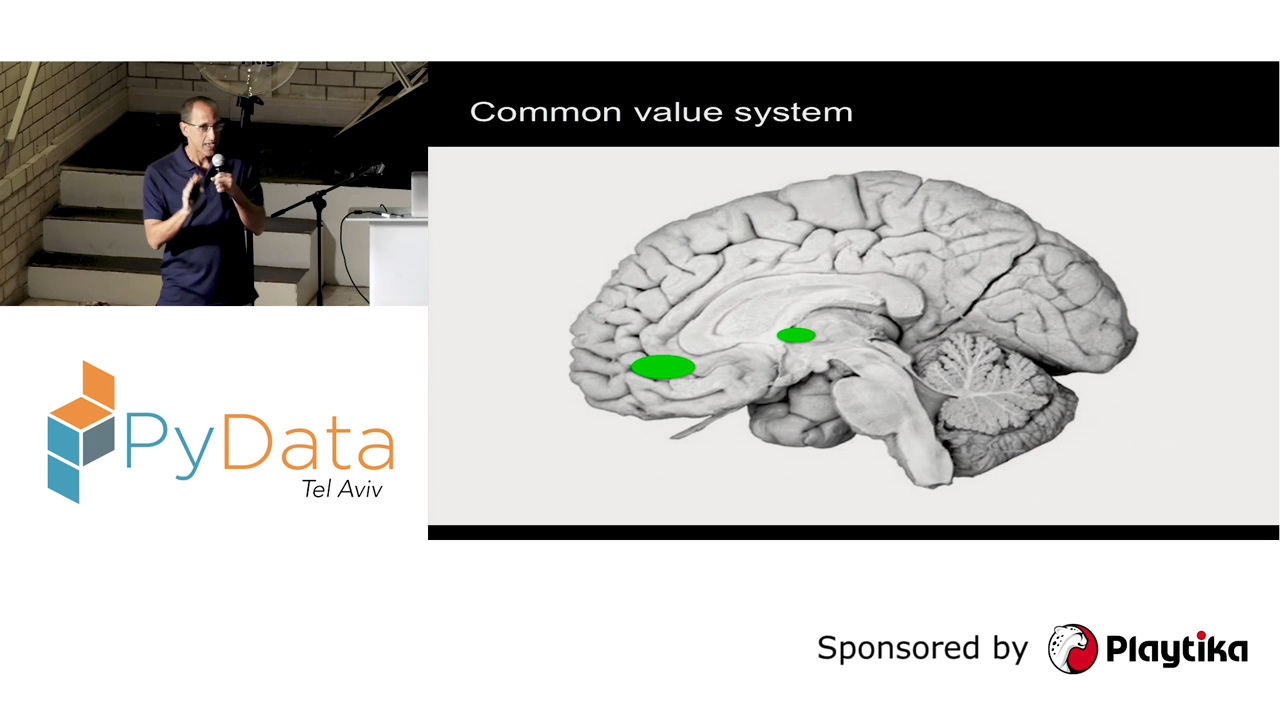 Common value system
PyData
Tel Aviv
Sponsored by Playtika